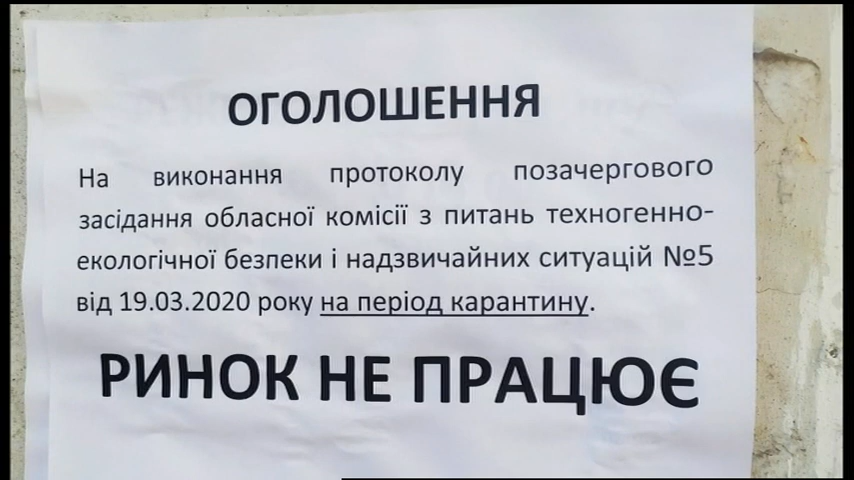 ОГОЛОШЕННЯ
На виконання протоколу позачергового
засідання обласної комісії з питань техногенно-
екологічної безпеки і надзвичайних ситуацій №5
від 19.03.2020 року на період карантину.
РИНОК НЕ ПРАЦЮЄ